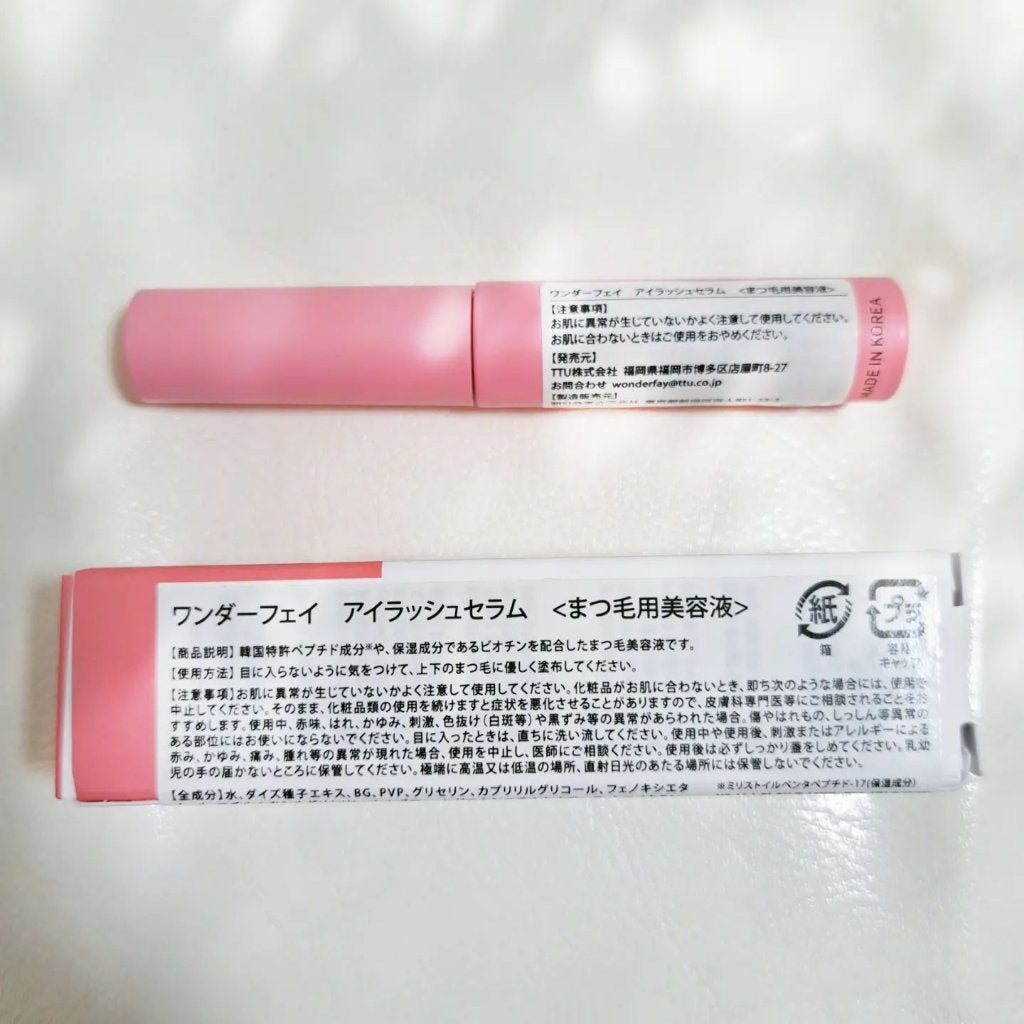 ワンダーフェイ アイラッシュセラム <まつ毛用美容液>
【注意事項】
お肌に異常が生じていないかよく注意して使用してください。
お肌に合わないときはご使用をおやめください。
【発売元】
TTU株式会社 福岡県福岡市博多区店屋町8-27
お問合わせ wonderfay@ttu.co.jp
【製造販売元】
MADE IN KOREA
ワンダーフェイ アイラッシュセラム <まつ毛用美容液>
紙
プラ
箱
容器
キャップ
【商品説明】韓国特許ペプチド成分※や、保湿成分であるビオチンを配合したまつ毛美容液です。
【使用方法】目に入らないように気をつけて、上下のまつ毛に優しく塗布してください。
【注意事項】お肌に異常が生じていないかよく注意して使用してください。化粧品がお肌に合わないとき、即ち次のような場合には、使用を
中止してください。そのまま、化粧品類の使用を続けますと症状を悪化させることがありますので、皮膚科専門医等にご相談されることをお
すすめします。使用中、赤味、はれ、かゆみ、刺激、色抜け(白斑等)や黒ずみ等の異常があらわれた場合。傷やはれもの、しっしん等異常の
ある部位にはお使いにならないでください。目に入ったときは、直ちに洗い流してください。使用中や使用後、刺激またはアレルギーによる
赤み、かゆみ、痛み、腫れ等の異常が現れた場合、使用を中止し、医師にご相談ください。使用後は必ずしっかり蓋をしめてください。乳幼
児の手の届かないところに保管してください。極端に高温又は低温の場所、直射日光のあたる場所には保管しないでください。
【全成分】水、ダイズ種子エキス、BG、PVP、グリセリン、カプリリルグリコール、フェノキシエタ
※ミリストイルペンタペプチド-17(保湿成分)